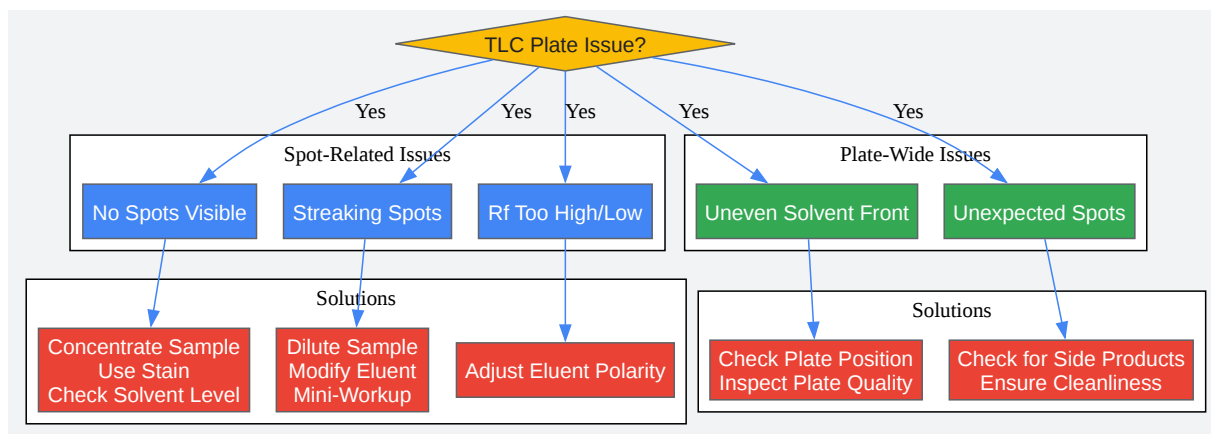 TLC Plate Issue?
Yes
Yes
Yes
Yes
Yes
Spot-Related Issues
Plate-Wide Issues
No Spots Visible
Streaking Spots
Rf Too High/Low
Uneven Solvent Front
Unexpected Spots
Solutions
Solutions
Concentrate Sample
Use Stain
Check Solvent Level
Dilute Sample
Modify Eluent
Mini-Workup
Adjust Eluent Polarity
Check Plate Position
Inspect Plate Quality
Check for Side Products
Ensure Cleanliness